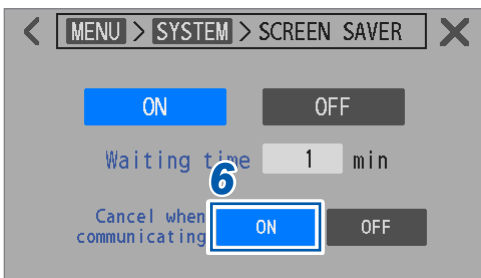 < MENU > SYSTEM > SCREEN SAVER X
ON OFF
Waiting time 1 min
6
Cancel when
communicating ON OFF